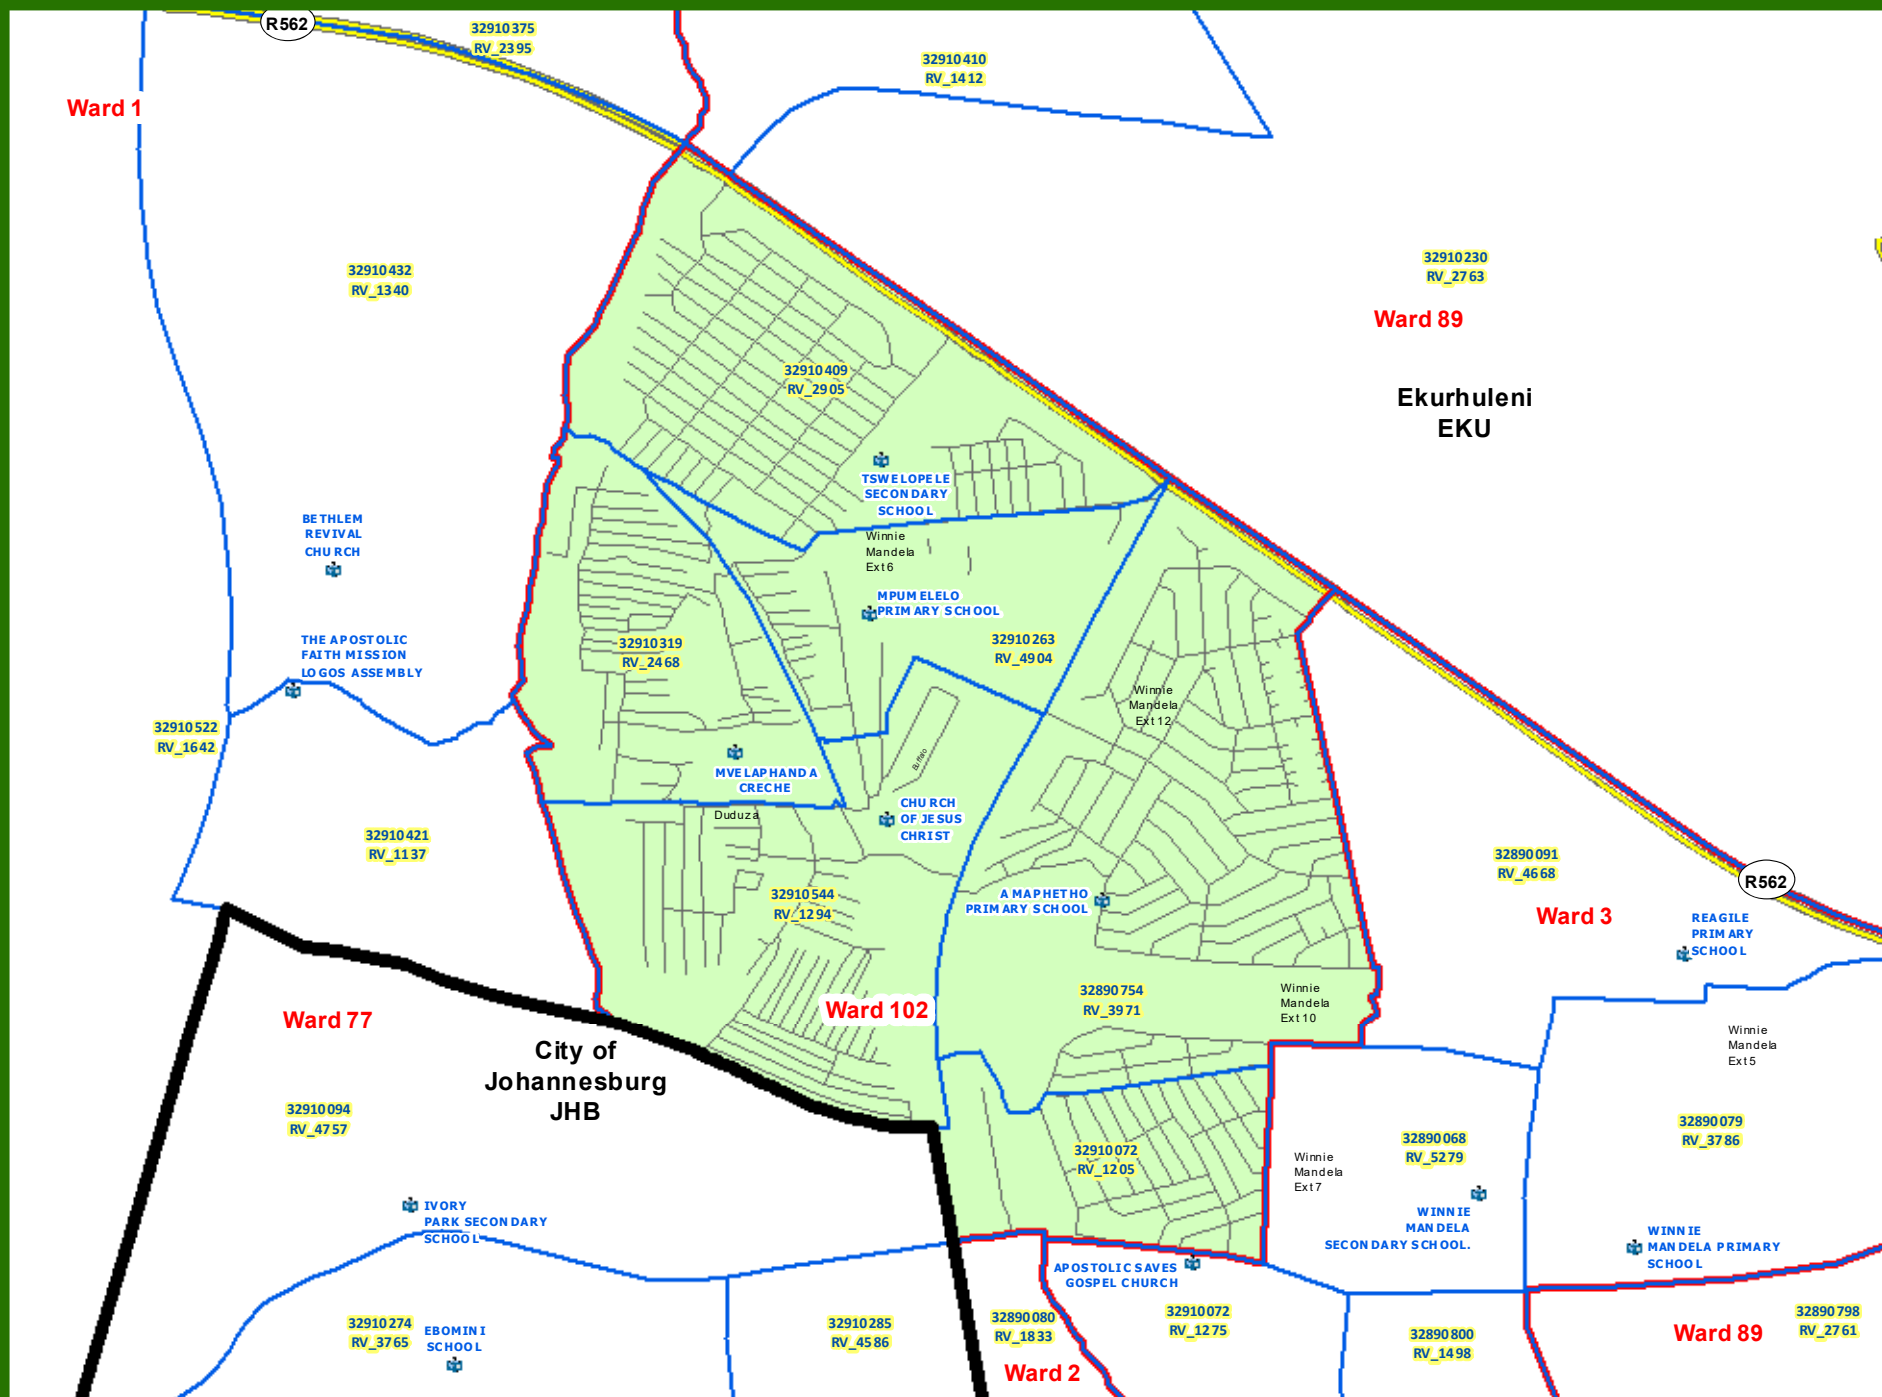 R562
32910375
RV_2395
32910410
RV_1412
Ward 1
32910432
RV_1340
32910230
RV_2763
Ward 89
Ekurhuleni
EKU
32910409
RV_2905
TSWELOPELE
SECONDARY
SCHOOL
BETHLEM
REVIVAL
CHURCH
Winnie
Mandela
Ext 6
MPUMELELO
PRIMARY SCHOOL
THE APOSTOLIC
FAITH MISSION
LOGOS ASSEMBLY
32910319
RV_2468
32910263
RV_4904
Winnie
Mandela
Ext 12
32910522
RV_1642
Buffalo
MVELAPHANDA
CRECHE
Duduza
CHURCH
OF JESUS
CHRIST
32910421
RV_1137
32910544
RV_1294
AMAPHETHO
PRIMARY SCHOOL
32890091
RV_4668
R562
Ward 3
REAGILE
PRIMARY
SCHOOL
Ward 77
Ward 102
32890754
RV_3971
Winnie
Mandela
Ext 10
City of
Johannesburg
JHB
Winnie
Mandela
Ext 5
32910094
RV_4757
32910072
RV_1205
Winnie
Mandela
Ext 7
32890068
RV_5279
32890079
RV_3786
IVORY
PARK SECONDARY
SCHOOL
WINNIE
MANDELA
SECONDARY SCHOOL.
WINNIE
MANDELA PRIMARY
SCHOOL
APOSTOLIC SAVES
GOSPEL CHURCH
32910274
RV_3765
EBOMINI
SCHOOL
32910285
RV_4586
32890080
RV_1833
32910072
RV_1275
32890800
RV_1498
32890798
RV_2761
Ward 89
Ward 2